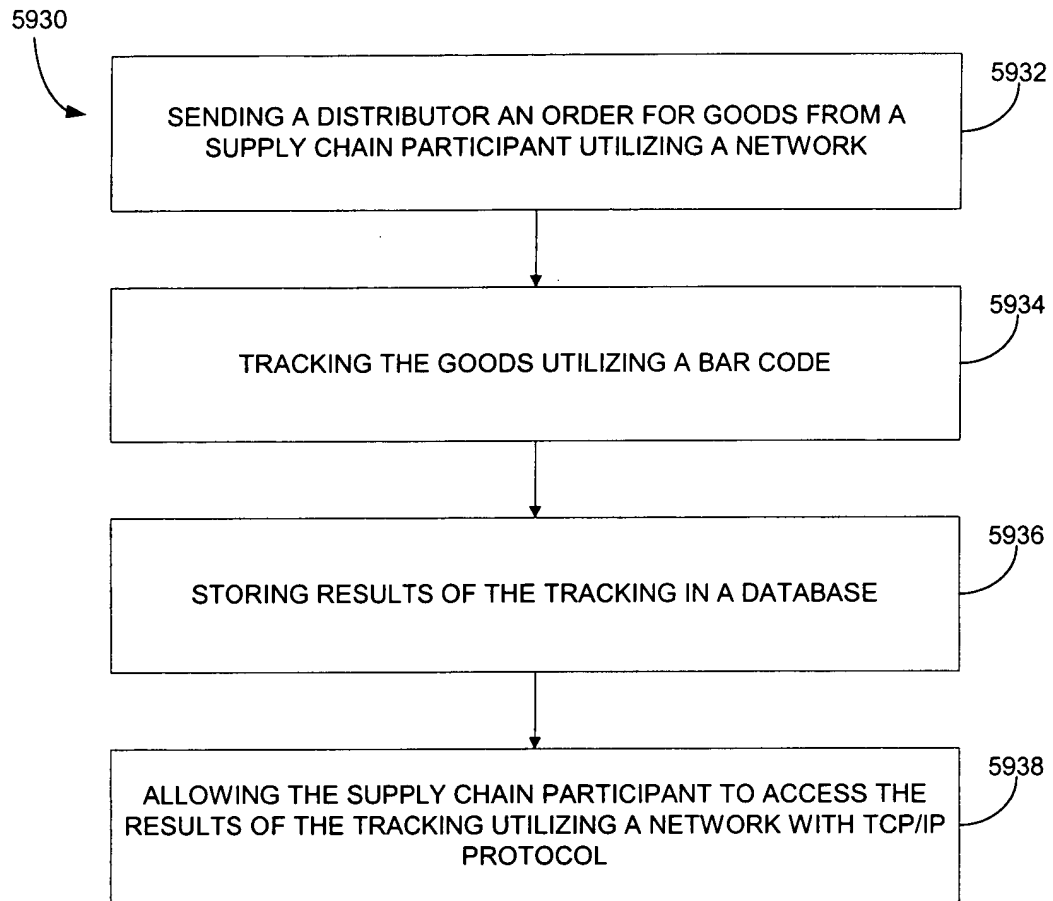 5930
5932
SENDING A DISTRIBUTOR AN ORDER FOR GOODS FROM A
SUPPLY CHAIN PARTICIPANT UTILIZING A NETWORK
5934
TRACKING THE GOODS UTILIZING A BAR CODE
5936
STORING RESULTS OF THE TRACKING IN A DATABASE
5938
ALLOWING THE SUPPLY CHAIN PARTICIPANT TO ACCESS THE
RESULTS OF THE TRACKING UTILIZING A NETWORK WITH TCP/IP
PROTOCOL